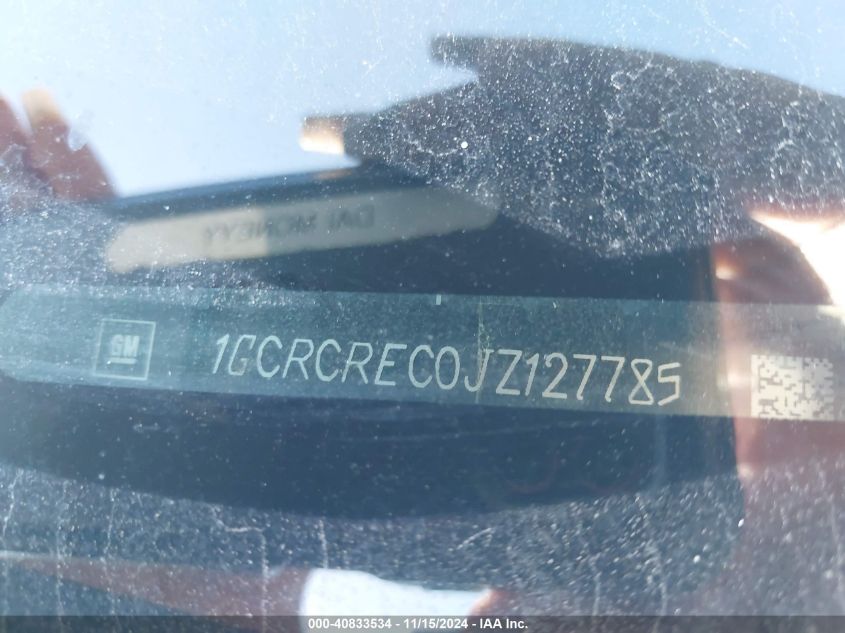 GM 1GCRCREC0JZ127785
000-40833534 - 11/15/2024 - IAA Inc.